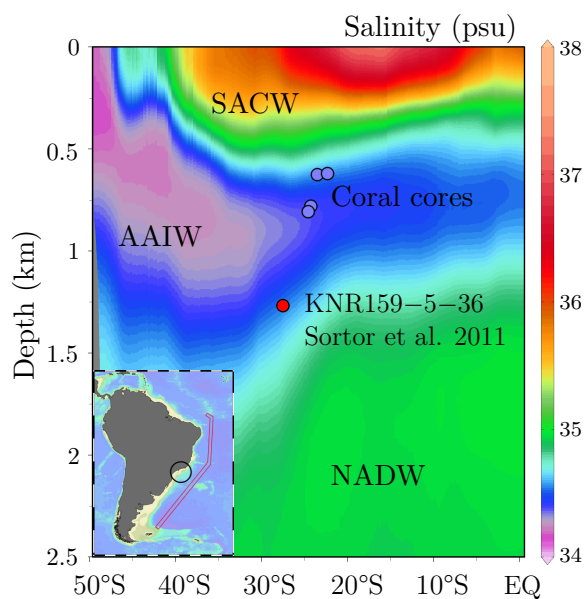 Salinity (psu)
0
0.5
1
1.5
2
2.5
Depth (km)
SACW
Coral cores
AAIW
KNR159−5−36
Sortor et al. 2011
NADW
50°S
40°S
30°S
20°S
10°S
EQ
38
37
36
35
34